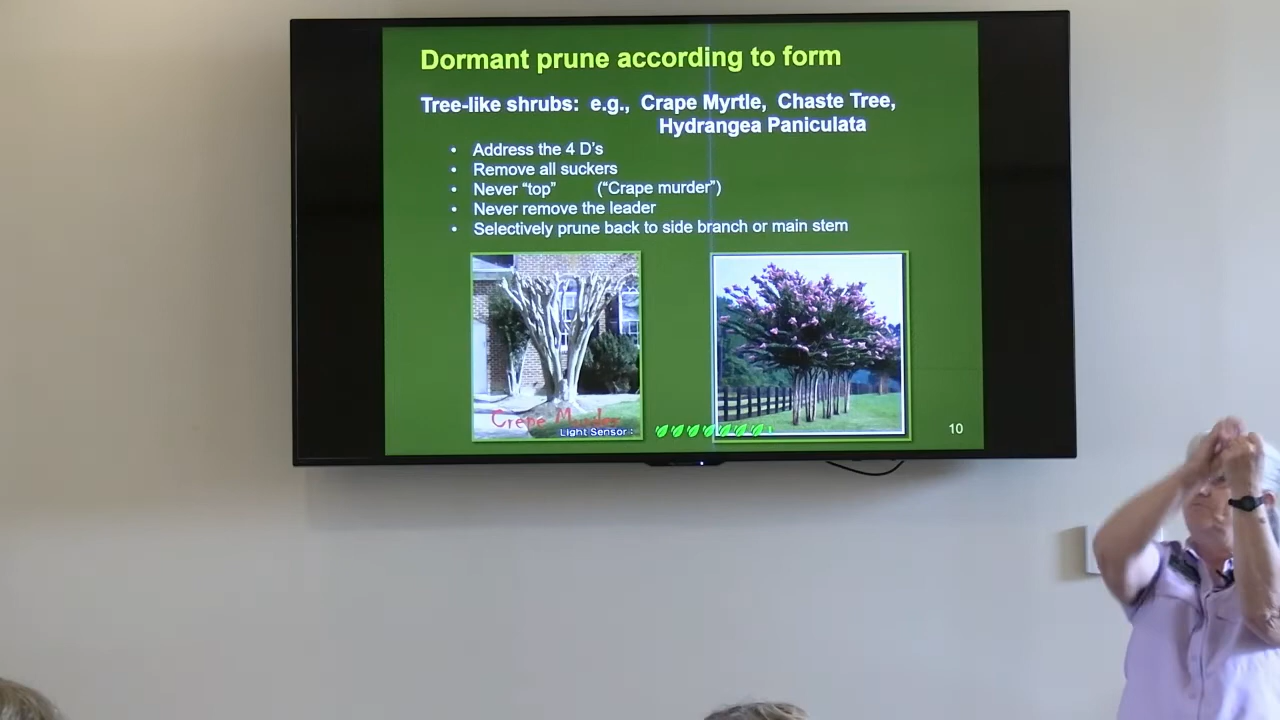 Dormant prune according to form
Tree-like shrubs: e.g., Crape Myrtle, Chaste Tree,
Hydrangea Paniculata
• Address the 4 D's
• Remove all suckers
• Never “top” (“Crape murder”)
• Never remove the leader
• Selectively prune back to side branch or main stem
Crepe Murder
Light Sensor :
10